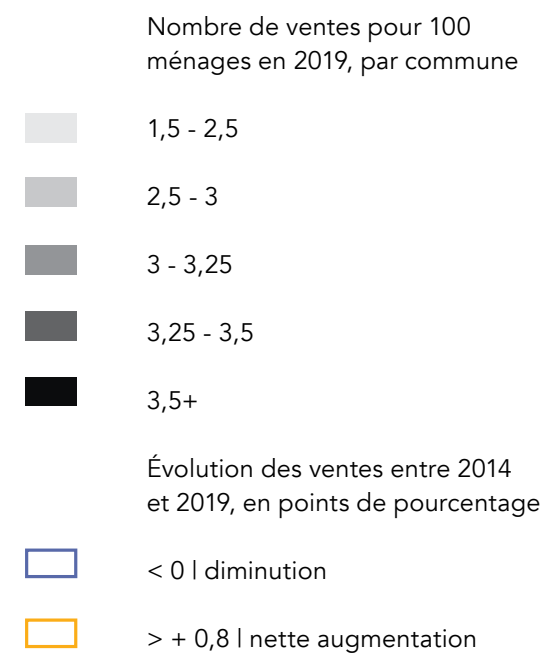 Nombre de ventes pour 100
ménages en 2019, par commune
1,5 - 2,5
2,5 - 3
3 - 3,25
3,25 - 3,5
3,5+
Évolution des ventes entre 2014
et 2019, en points de pourcentage
< 0 | diminution
> + 0,8 | nette augmentation